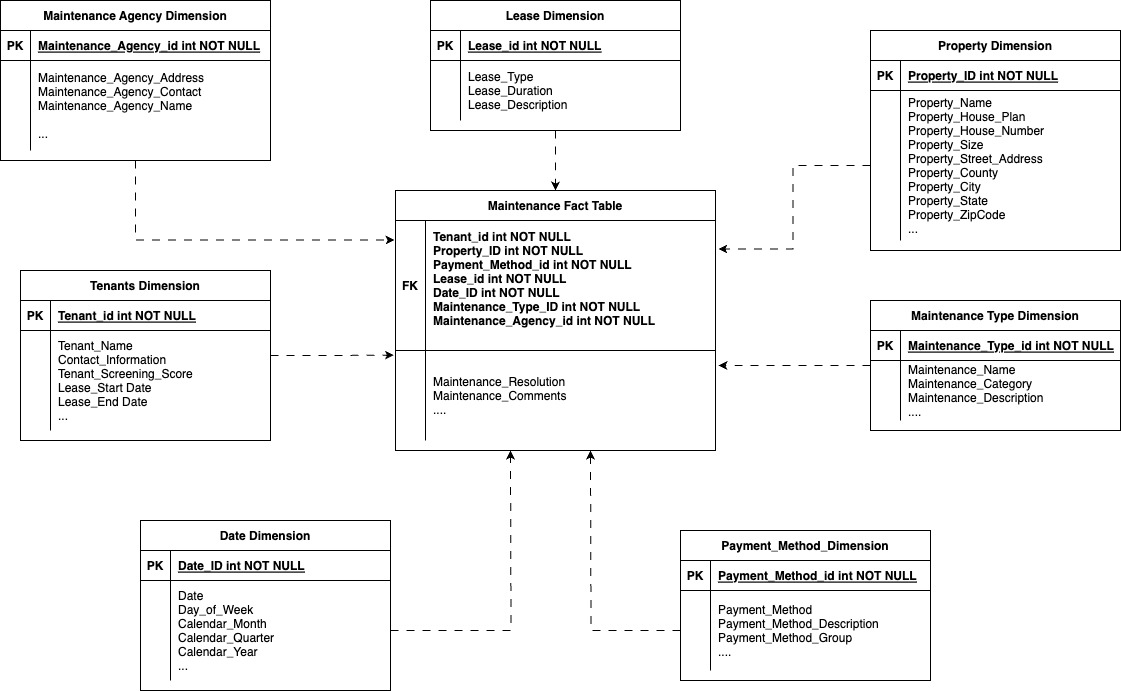 Maintenance Agency Dimension
PK Maintenance_Agency_id int NOT NULL
Maintenance_Agency_Address
Maintenance_Agency_Contact
Maintenance_Agency_Name
...
Lease Dimension
PK Lease_id int NOT NULL
Lease_Type
Lease_Duration
Lease_Description
Property Dimension
PK Property_ID int NOT NULL
Property_Name
Property_House_Plan
Property_House_Number
Property_Size
Property_Street_Address
Property_County
Property_City
Property_State
Property_ZipCode
...
Maintenance Fact Table
FK
Tenant_id int NOT NULL
Property_ID int NOT NULL
Payment_Method_id int NOT NULL
Lease_id int NOT NULL
Date_ID int NOT NULL
Maintenance_Type_ID int NOT NULL
Maintenance_Agency_id int NOT NULL
Maintenance_Resolution
Maintenance_Comments
....
Tenants Dimension
PK Tenant_id int NOT NULL
Tenant_Name
Contact_Information
Tenant_Screening_Score
Lease_Start Date
Lease_End Date
...
Maintenance Type Dimension
PK Maintenance_Type_id int NOT NULL
Maintenance_Name
Maintenance_Category
Maintenance_Description
....
Date Dimension
PK Date_ID int NOT NULL
Date
Day_of_Week
Calendar_Month
Calendar_Quarter
Calendar_Year
...
Payment_Method_Dimension
PK Payment_Method_id int NOT NULL
Payment_Method
Payment_Method_Description
Payment_Method_Group
....